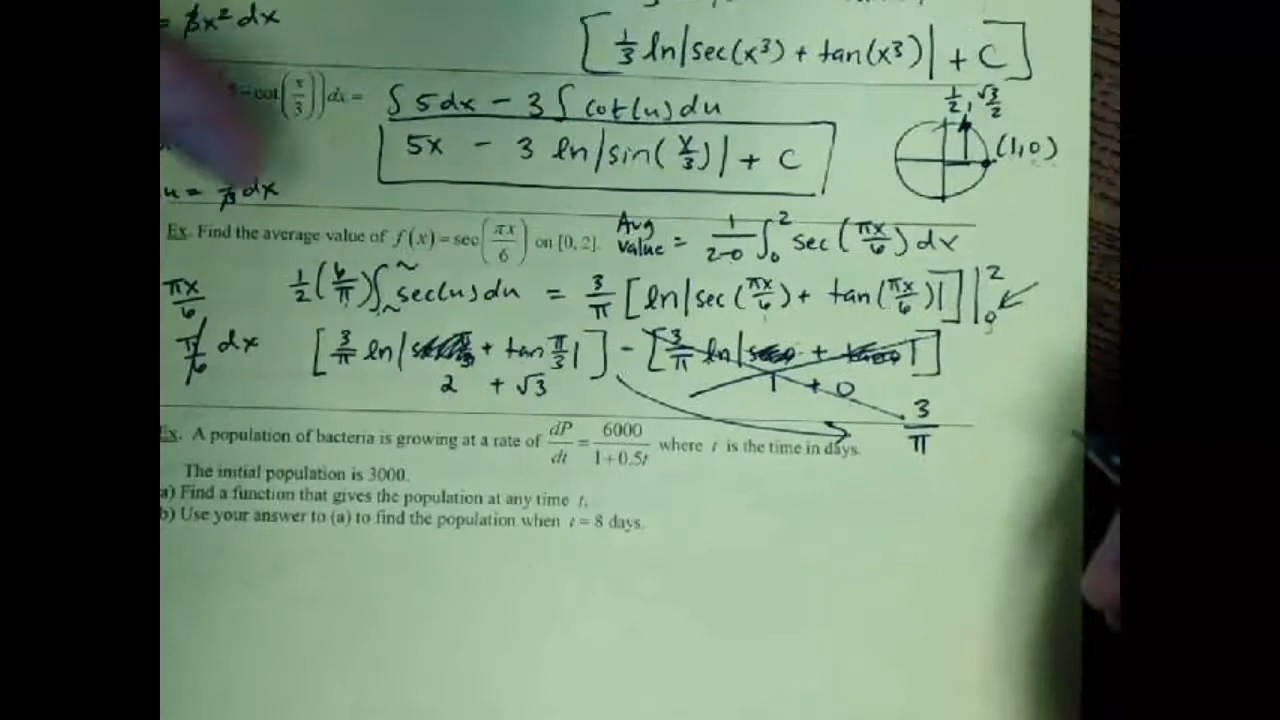 = 3x² dx
[ 1/3 ln|sec(x³) + tan(x³)| + C ]
- cot(x/3)) dx = ∫ 5dx - 3 ∫ cot(u) du
1/2, √3/2
5x - 3 ln|sin(x/3)| + C
(1,0)
u = 1/3 dx
Ex. Find the average value of f(x) = sec(πx/6) on [0, 2]. Avg value = 1/(2-0) ∫₀² sec(πx/6) dx
πx/6 1/2 (6/π) ∫~~ sec(u) du = 3/π [ln|sec(πx/6) + tan(πx/6)|] |₀²
π/6 dx [3/π ln| + tan π/3|] - [3/π ln| + |]
2 + √3 1 + 0
3/π
Ex. A population of bacteria is growing at a rate of dP/dt = 6000/(1+0.5t) where t is the time in days.
The initial population is 3000.
a) Find a function that gives the population at any time t.
b) Use your answer to (a) to find the population when t = 8 days.